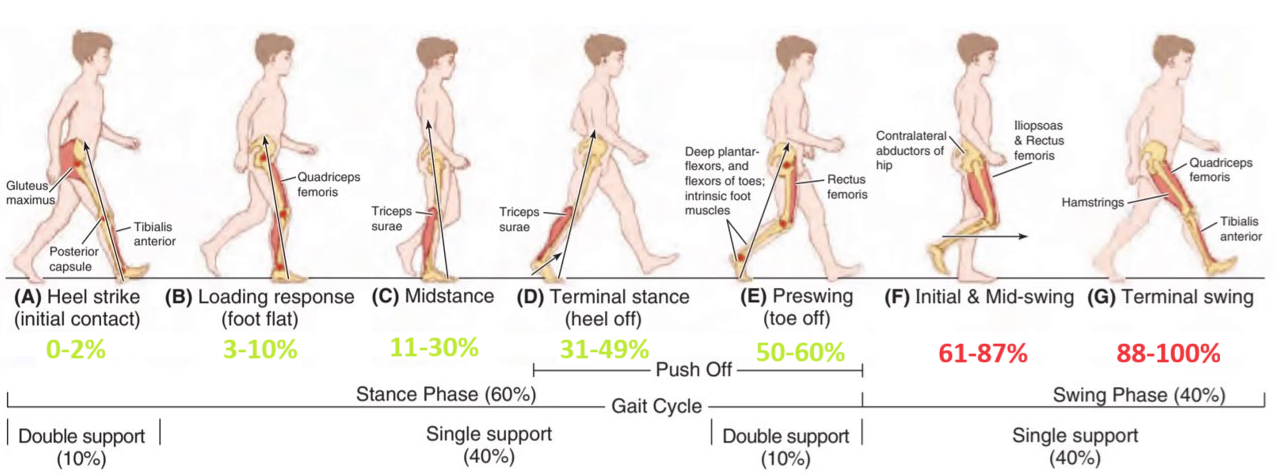 Gluteus
maximus
Posterior
capsule
Tibialis
anterior
Quadriceps
femoris
Triceps
surae
Triceps
surae
Deep plantar-
flexors, and
flexors of toes;
intrinsic foot
muscles
Rectus
femoris
Contralateral
abductors of
hip
Iliopsoas
& Rectus
femoris
Hamstrings
Quadriceps
femoris
Tibialis
anterior
(A) Heel strike
(initial contact)
0-2%
(B) Loading response
(foot flat)
3-10%
(C) Midstance
11-30%
(D) Terminal stance
(heel off)
31-49%
(E) Preswing
(toe off)
50-60%
(F) Initial & Mid-swing
61-87%
(G) Terminal swing
88-100%
Push Off
Stance Phase (60%)
Swing Phase (40%)
Gait Cycle
Double support
(10%)
Single support
(40%)
Double support
(10%)
Single support
(40%)